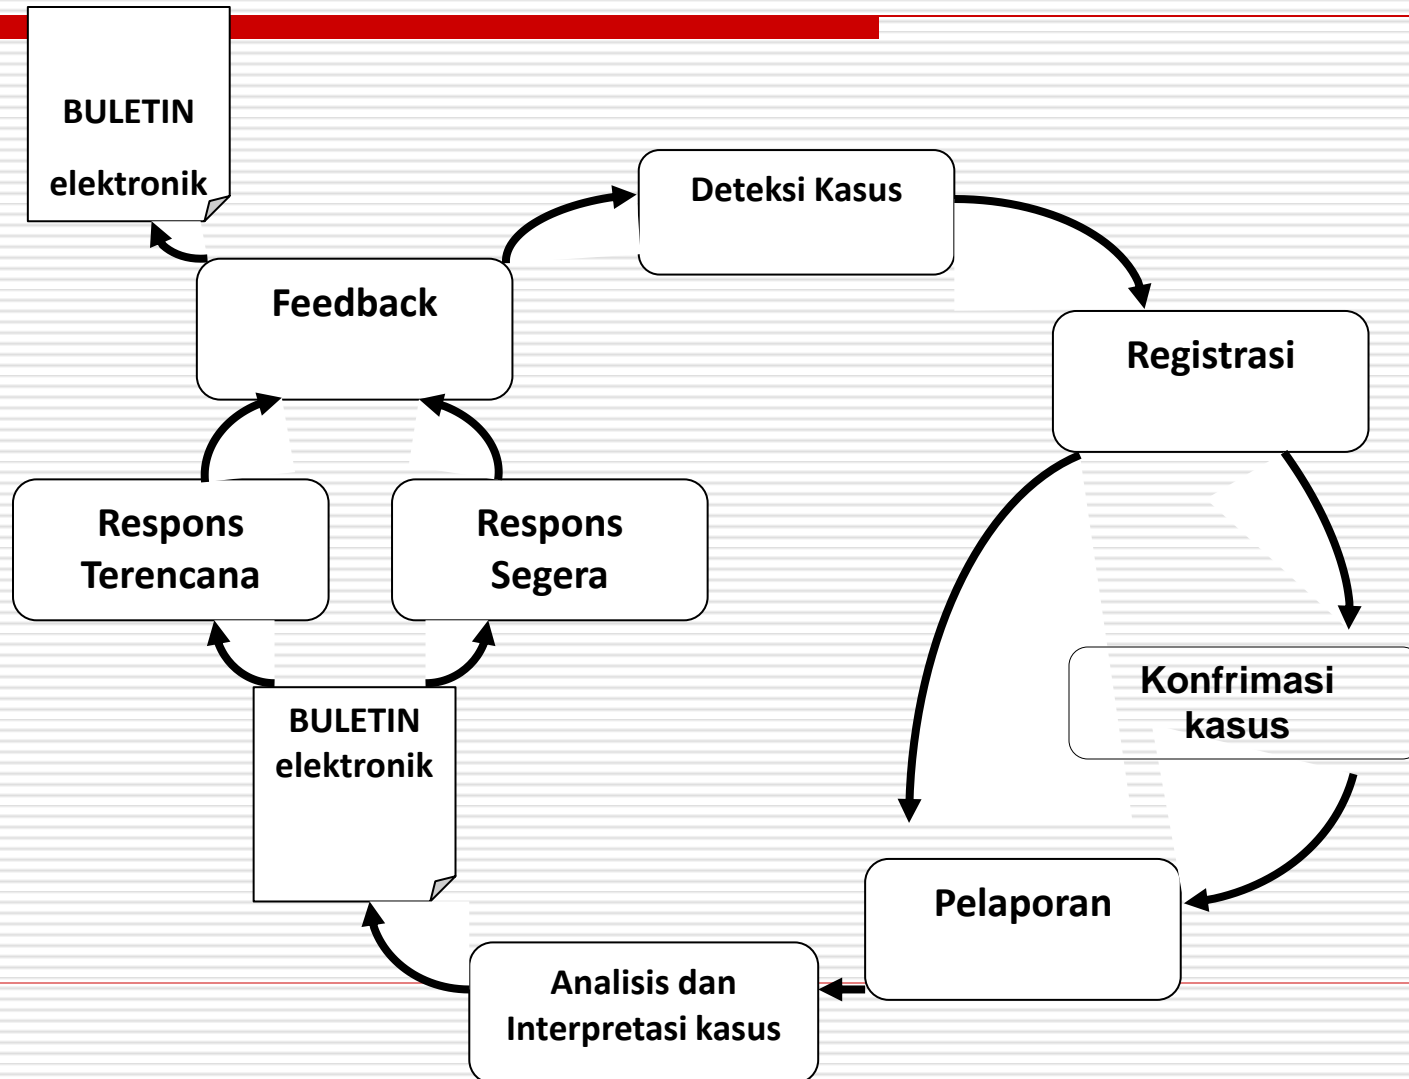 BULETIN
elektronik
Deteksi Kasus
Feedback
Registrasi
Respons
Terencana
Respons
Segera
Konfrimasi
kasus
BULETIN
elektronik
Pelaporan
Analisis dan
Interpretasi kasus